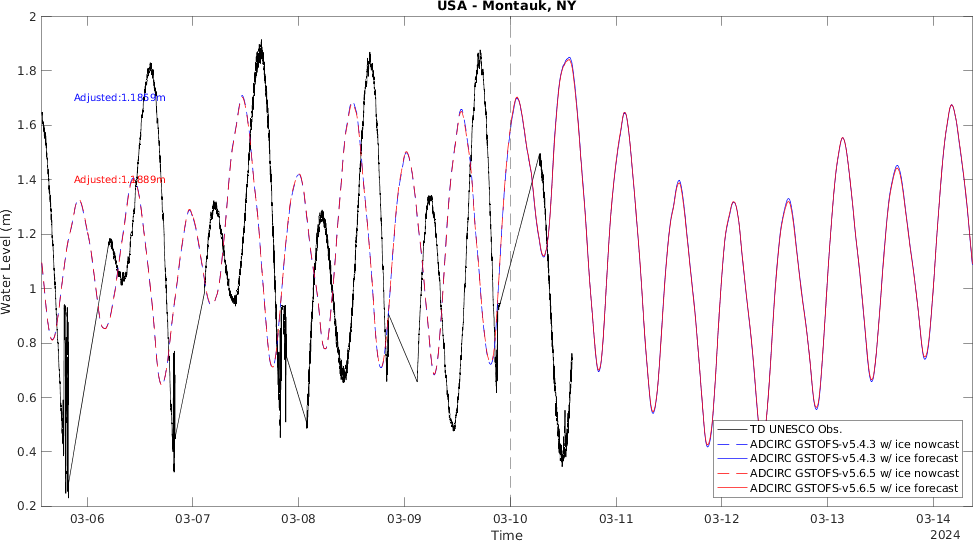 USA - Montauk, NY
2
1.8
1.6
1.4
1.2
1
0.8
0.6
0.4
0.2
Water Level (m)
Adjusted:1.1859m
Adjusted:1.1889m
TD UNESCO Obs.
ADCIRC GSTOFS-v5.4.3 w/ ice nowcast
ADCIRC GSTOFS-v5.4.3 w/ ice forecast
ADCIRC GSTOFS-v5.6.5 w/ ice nowcast
ADCIRC GSTOFS-v5.6.5 w/ ice forecast
03-06 03-07 03-08 03-09 03-10 03-11 03-12 03-13 03-14
Time
2024